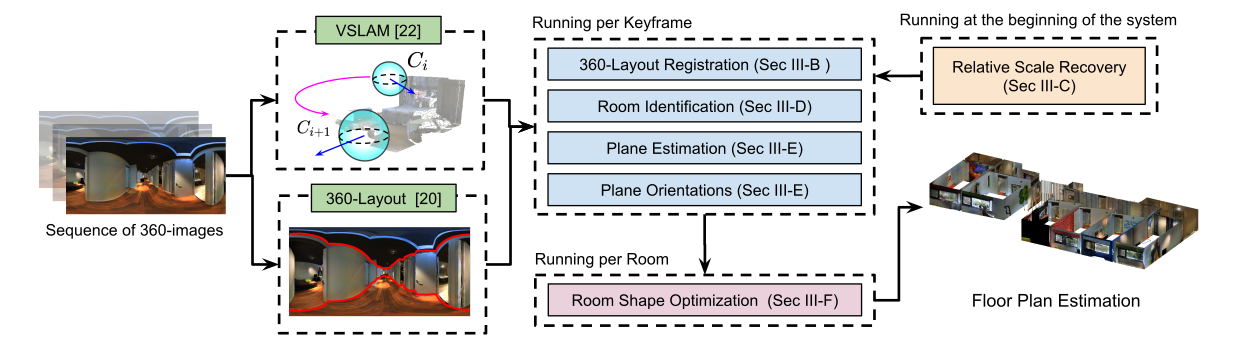 VSLAM [22]
C_i
C_{i+1}
Sequence of 360-images
360-Layout [20]
Running per Keyframe
360-Layout Registration (Sec III-B )
Room Identification (Sec III-D)
Plane Estimation (Sec III-E)
Plane Orientations (Sec III-E)
Running at the beginning of the system
Relative Scale Recovery
(Sec III-C)
Running per Room
Room Shape Optimization (Sec III-F)
Floor Plan Estimation